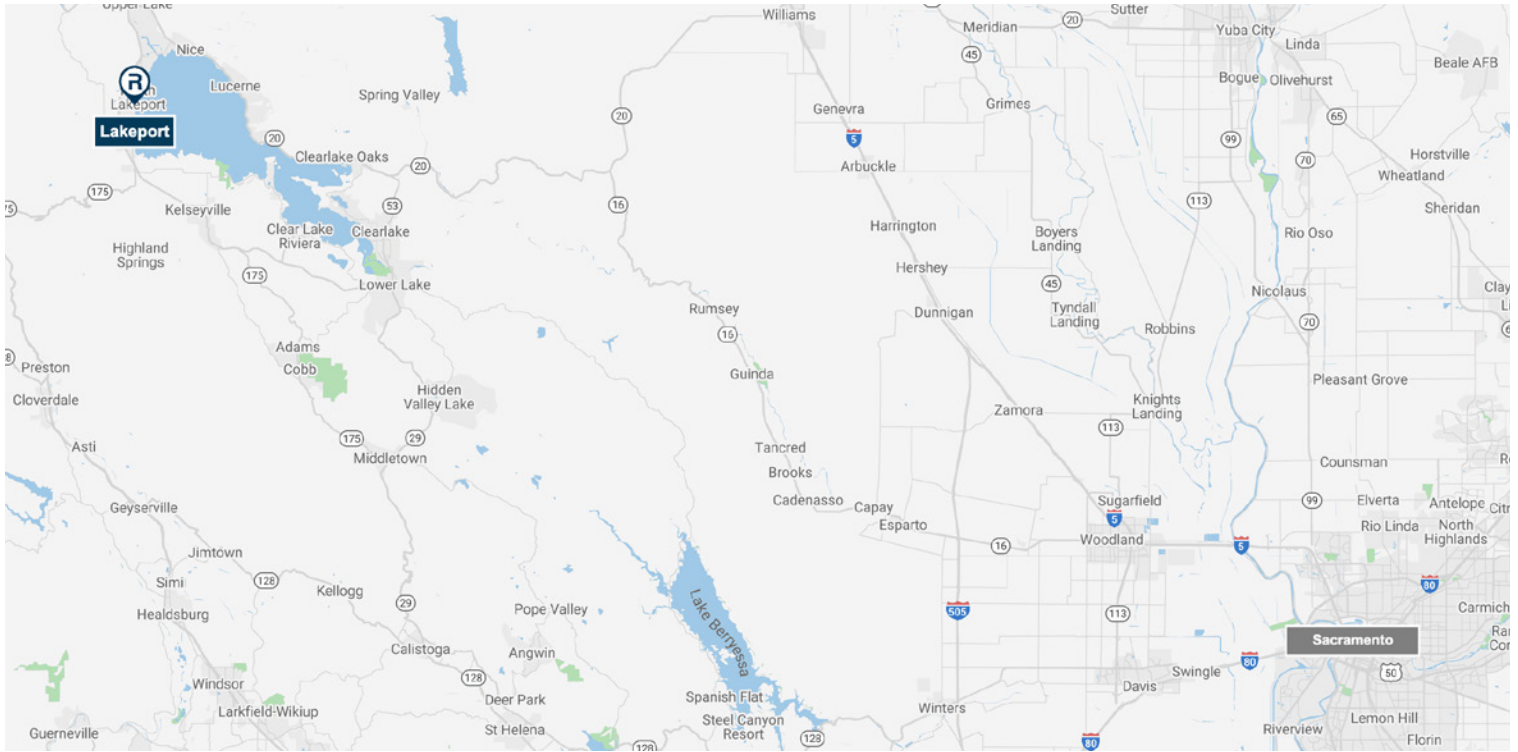 Upper Lake
Williams
Meridian
20
Sutter
Yuba City
Linda
Nice
45
Beale AFB
R
Lucerne
Spring Valley
Bogue
Olivehurst
North
Lakeport
Lakeport
Genevra
Grimes
20
5
65
20
99
Horstville
Clearlake Oaks
20
Arbuckle
70
Wheatland
175
53
113
Kelseyville
16
Sheridan
75
Clear Lake
Riviera
Clearlake
Harrington
Boyers
Landing
Rio Oso
Highland
Springs
175
Hershey
Lower Lake
45
Nicolaus
Clay
Rumsey
Dunnigan
Tyndall
Landing
16
Robbins
70
Adams
Cobb
Preston
Guinda
Pleasant Grove
Cloverdale
Hidden
Valley Lake
Zamora
Knights
Landing
175
29
113
Asti
Middletown
Tancred
Brooks
Counsman
Cadenasso
Capay
Sugarfield
99
Elverta
Antelope
Citr
Geyserville
Esparto
5
Rio Linda
North
Highlands
16
Woodland
5
Jimtown
128
Simi
Kellogg
80
Healdsburg
29
Pope Valley
Lake Berryessa
505
113
Carmich
Sacramento
Calistoga
Angwin
80
Swingle
128
50
Windsor
Davis
Deer Park
Spanish Flat
Larkfield-Wikiup
Winters
Guerneville
St Helena
Steel Canyon
Resort
128
128
80
Riverview
Lemon Hill
Florin